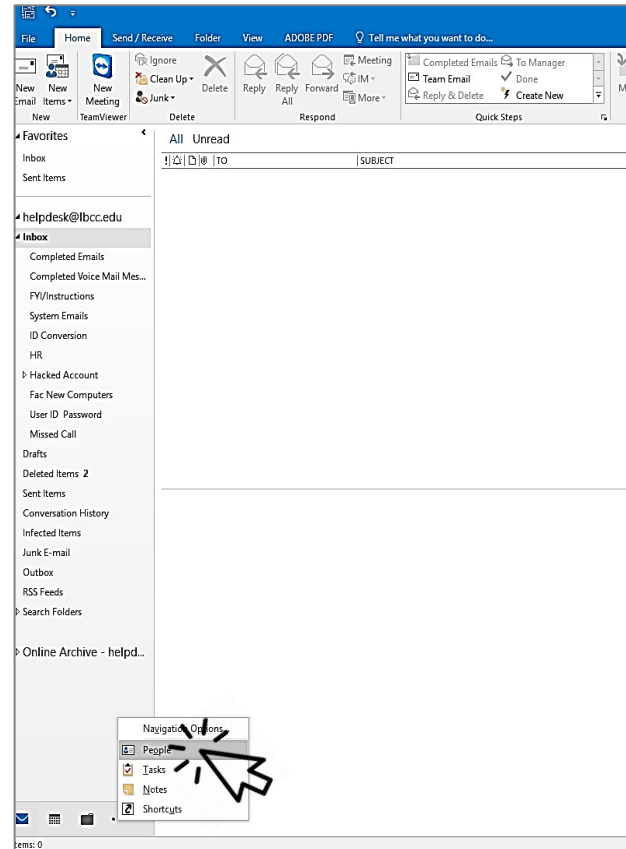 File Home Send / Receive Folder View ADOBE PDF Tell me what you want to do...
New Email
New Items
New Meeting
Ignore
Clean Up
Junk
Delete
Reply
Reply All
Forward
Meeting
IM
More
Completed Emails
Team Email
Reply & Delete
To Manager
Done
Create New
M
New TeamViewer Delete Respond Quick Steps
Favorites
Inbox
Sent Items
All Unread
! TO SUBJECT
helpdesk@lbcc.edu
Inbox
Completed Emails
Completed Voice Mail Mes...
FYI/Instructions
System Emails
ID Conversion
HR
Hacked Account
Fac New Computers
User ID Password
Missed Call
Drafts
Deleted Items 2
Sent Items
Conversation History
Infected Items
Junk E-mail
Outbox
RSS Feeds
Search Folders
Online Archive - helpd...
Navigation Options...
People
Tasks
Notes
Shortcuts
tems: 0